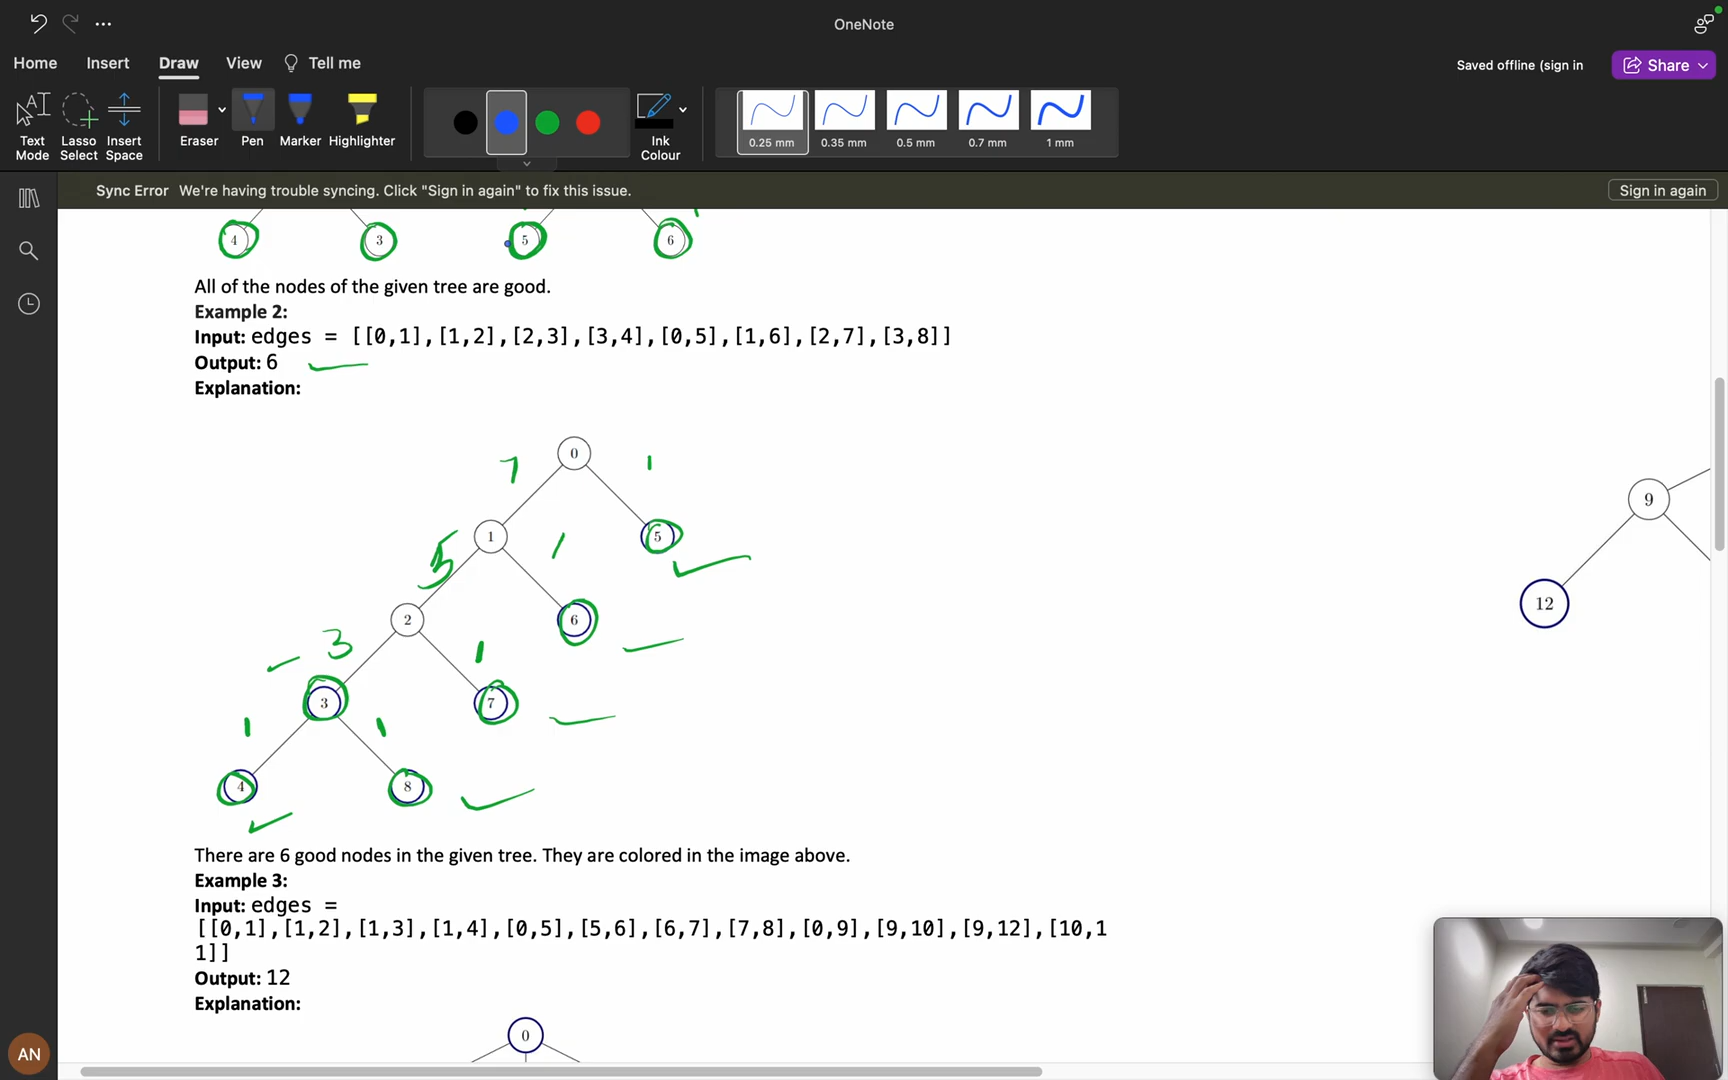 OneNote
Home Insert Draw View Tell me
Saved offline (sign in
Share
Text Mode
Lasso Select
Insert Space
Eraser
Pen
Marker
Highlighter
Ink Colour
0.25 mm
0.35 mm
0.5 mm
0.7 mm
1 mm
Sync Error We're having trouble syncing. Click "Sign in again" to fix this issue.
Sign in again
4 3 5 6
All of the nodes of the given tree are good.
Example 2:
Input: edges = [[0,1],[1,2],[2,3],[3,4],[0,5],[1,6],[2,7],[3,8]]
Output: 6
Explanation:
0
7 1
1 5
5 1
2 6
3 1
3 7
1 1
4 8
9
12
There are 6 good nodes in the given tree. They are colored in the image above.
Example 3:
Input: edges =
[[0,1],[1,2],[1,3],[1,4],[0,5],[5,6],[6,7],[7,8],[0,9],[9,10],[9,12],[10,1
1]]
Output: 12
Explanation:
0
AN